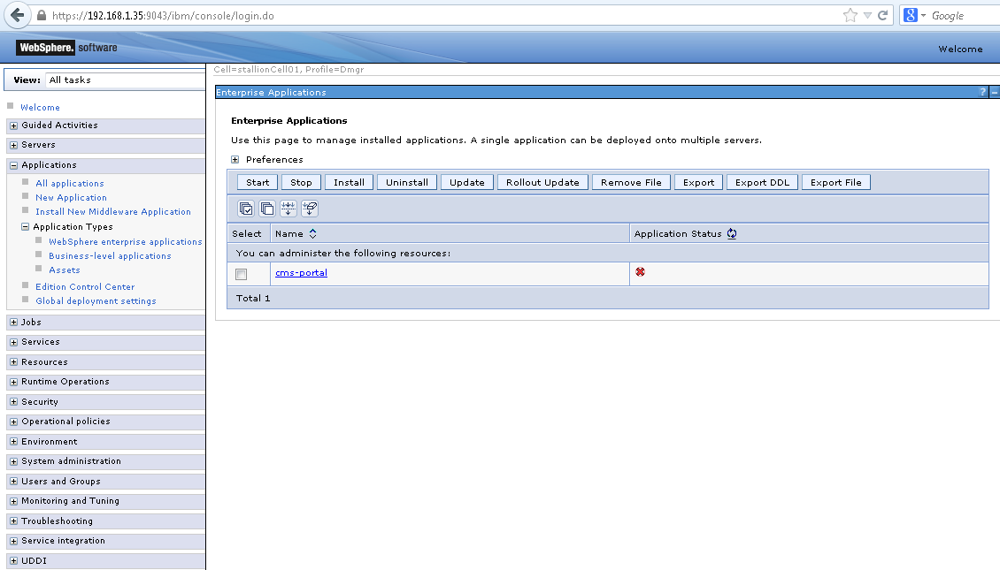 https://192.168.1.35:9043/ibm/console/login.do
Google
WebSphere. software
Welcome
View: All tasks
Welcome
Guided Activities
Servers
Applications
All applications
New Application
Install New Middleware Application
Application Types
WebSphere enterprise applications
Business-level applications
Assets
Edition Control Center
Global deployment settings
Jobs
Services
Resources
Runtime Operations
Security
Operational policies
Environment
System administration
Users and Groups
Monitoring and Tuning
Troubleshooting
Service integration
UDDI
Cell=stallionCell01, Profile=Dmgr
Enterprise Applications ? –
Enterprise Applications
Use this page to manage installed applications. A single application can be deployed onto multiple servers.
Preferences
Start Stop Install Uninstall Update Rollout Update Remove File Export Export DDL Export File
Select Name Application Status
You can administer the following resources:
cms-portal
Total 1